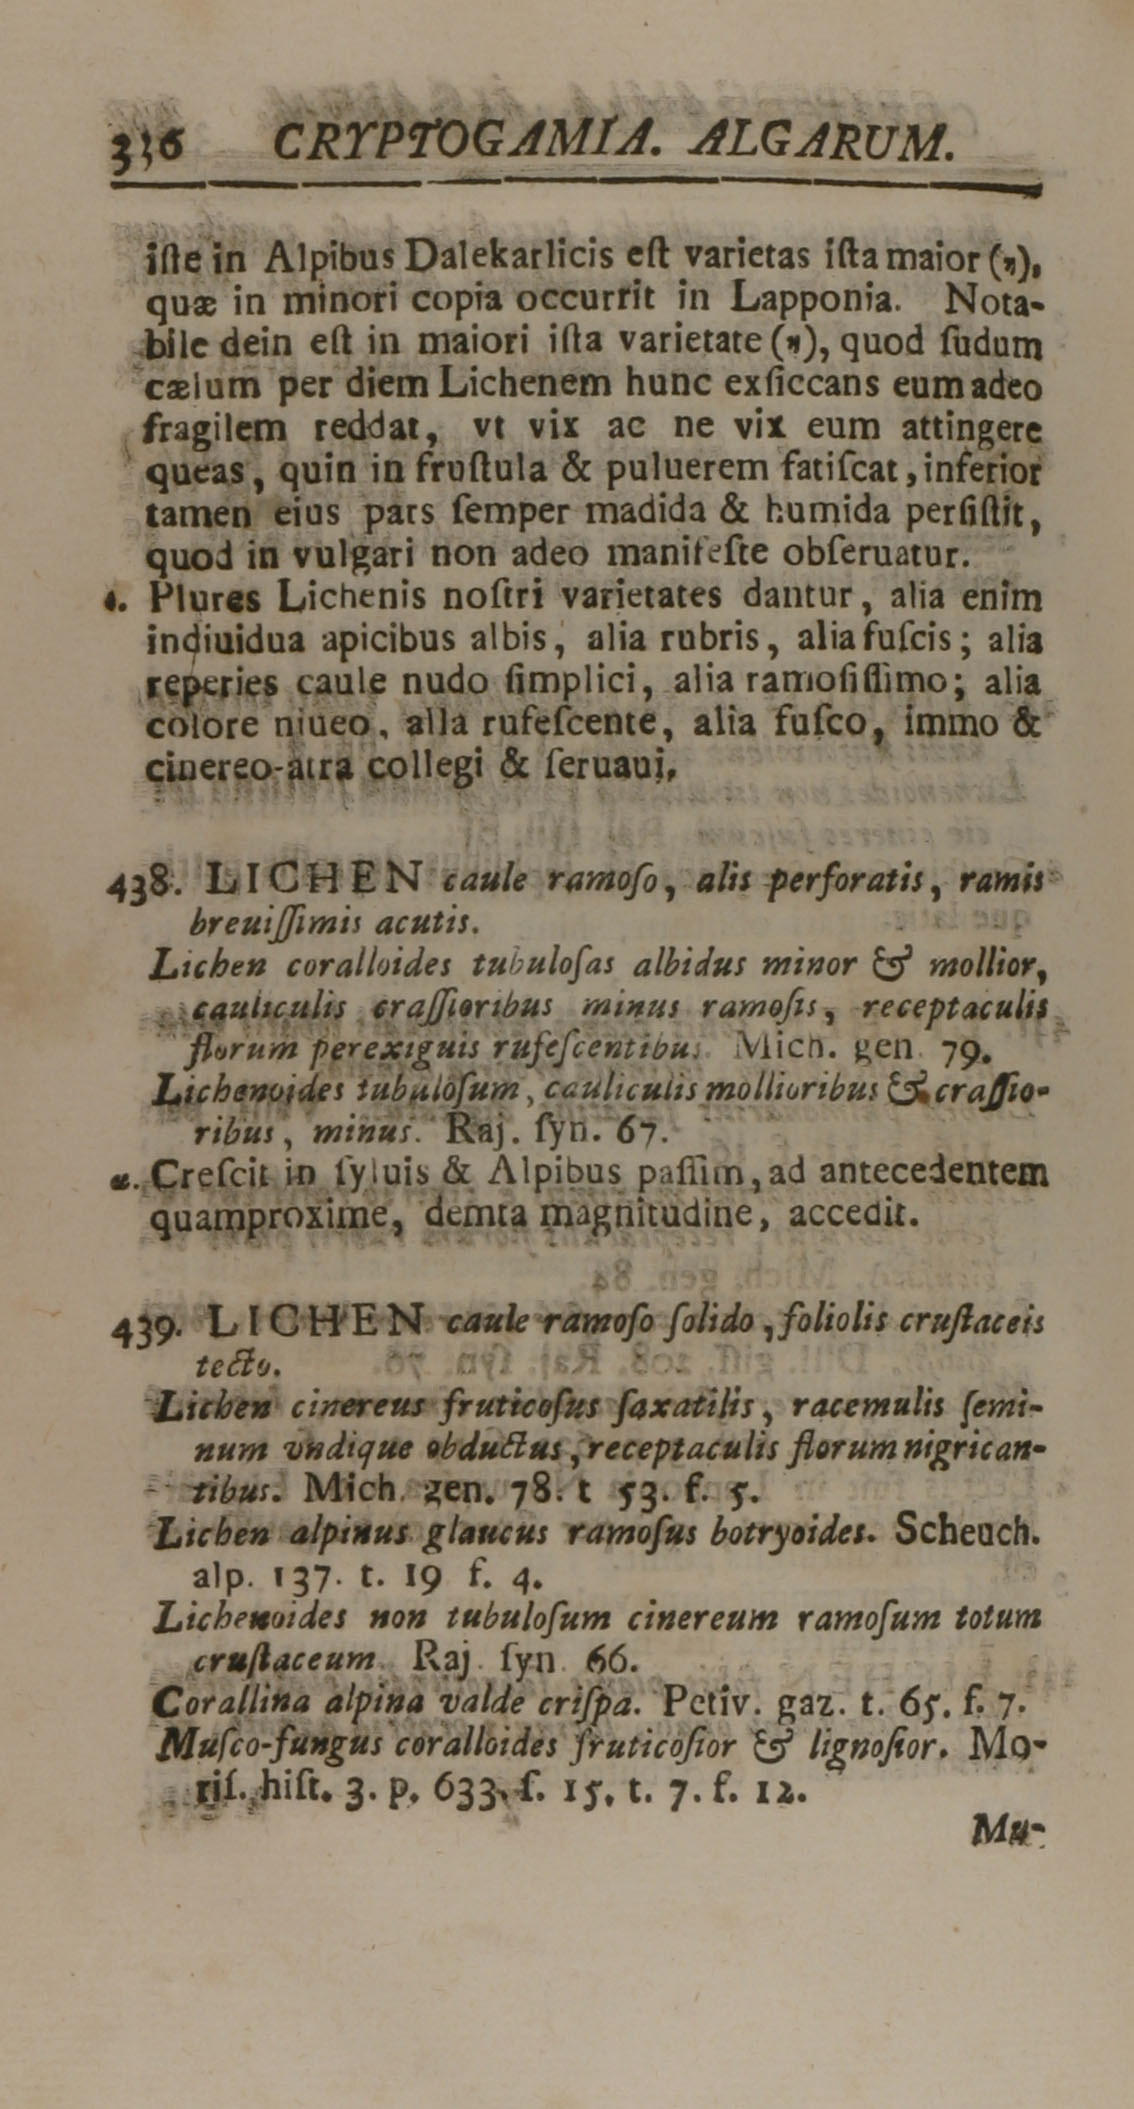 336 CRYPTOGAMIA. ALGARUM.
iſte in Alpibus Dalekarlicis eſt varietas iſta maior (η),
quæ in minori copia occurrit in Lapponia. Nota-
bile dein eſt in maiori iſta varietate (η), quod ſudum
cælum per diem Lichenem hunc exſiccans eum adeo
fragilem reddat, vt vix ac ne vix eum attingere
queas, quin in fruſtula & puluerem fatiſcat, inferior
tamen eius pars ſemper madida & humida perſiſtit,
quod in vulgari non adeo manifeſte obſeruatur.
Plures Lichenis noſtri varietates dantur, alia enim
indiuidua apicibus albis, alia rubris, alia fuſcis; alia
reperies caule nudo ſimplici, alia ramoſiſſimo; alia
colore niueo, alia rufeſcente, alia fuſco, immo &
cinereo-atra collegi & ſeruaui,
438. LICHEN caule ramoſo, alis perforatis, ramis
breuiſſimis acutis.
Lichen coralloides tubuloſas albidus minor & mollior,
cauliculis craſſioribus minus ramoſis, receptaculis
florum perexiguis rufeſcentibus. Mich. gen. 79.
Lichenoides tubuloſum, cauliculis mollioribus & craſſio-
ribus, minus. Raj. ſyn. 67.
α. Creſcit in ſyluis & Alpibus paſſim, ad antecedentem
quamproxime, demta magnitudine, accedit.
439. LICHEN caule ramoſo ſolido, foliolis cruſtaceis
tecto.
Lichen cinereus fruticoſus ſaxatilis, racemulis ſemi-
num vndique obductus, receptaculis florum nigrican-
tibus. Mich. gen. 78. t 53. f. 5.
Lichen alpinus glaucus ramoſus botryoides. Scheuch.
alp. 137. t. 19 f. 4.
Lichenoides non tubuloſum cinereum ramoſum totum
cruſtaceum. Raj. ſyn. 66.
Corallina alpina valde criſpa. Petiv. gaz. t. 65. f. 7.
Muſco-fungus coralloides fruticoſior & lignoſior. Mo-
riſ. hiſt. 3. p. 633. ſ. 15. t. 7. f. 12.
Mu-